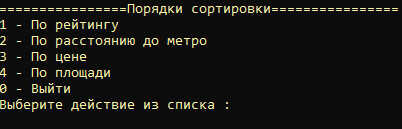 ================Порядки сортировки================
1 - По рейтингу
2 - По расстоянию до метро
3 - По цене
4 - По площади
0 - Выйти
Выберите действие из списка :